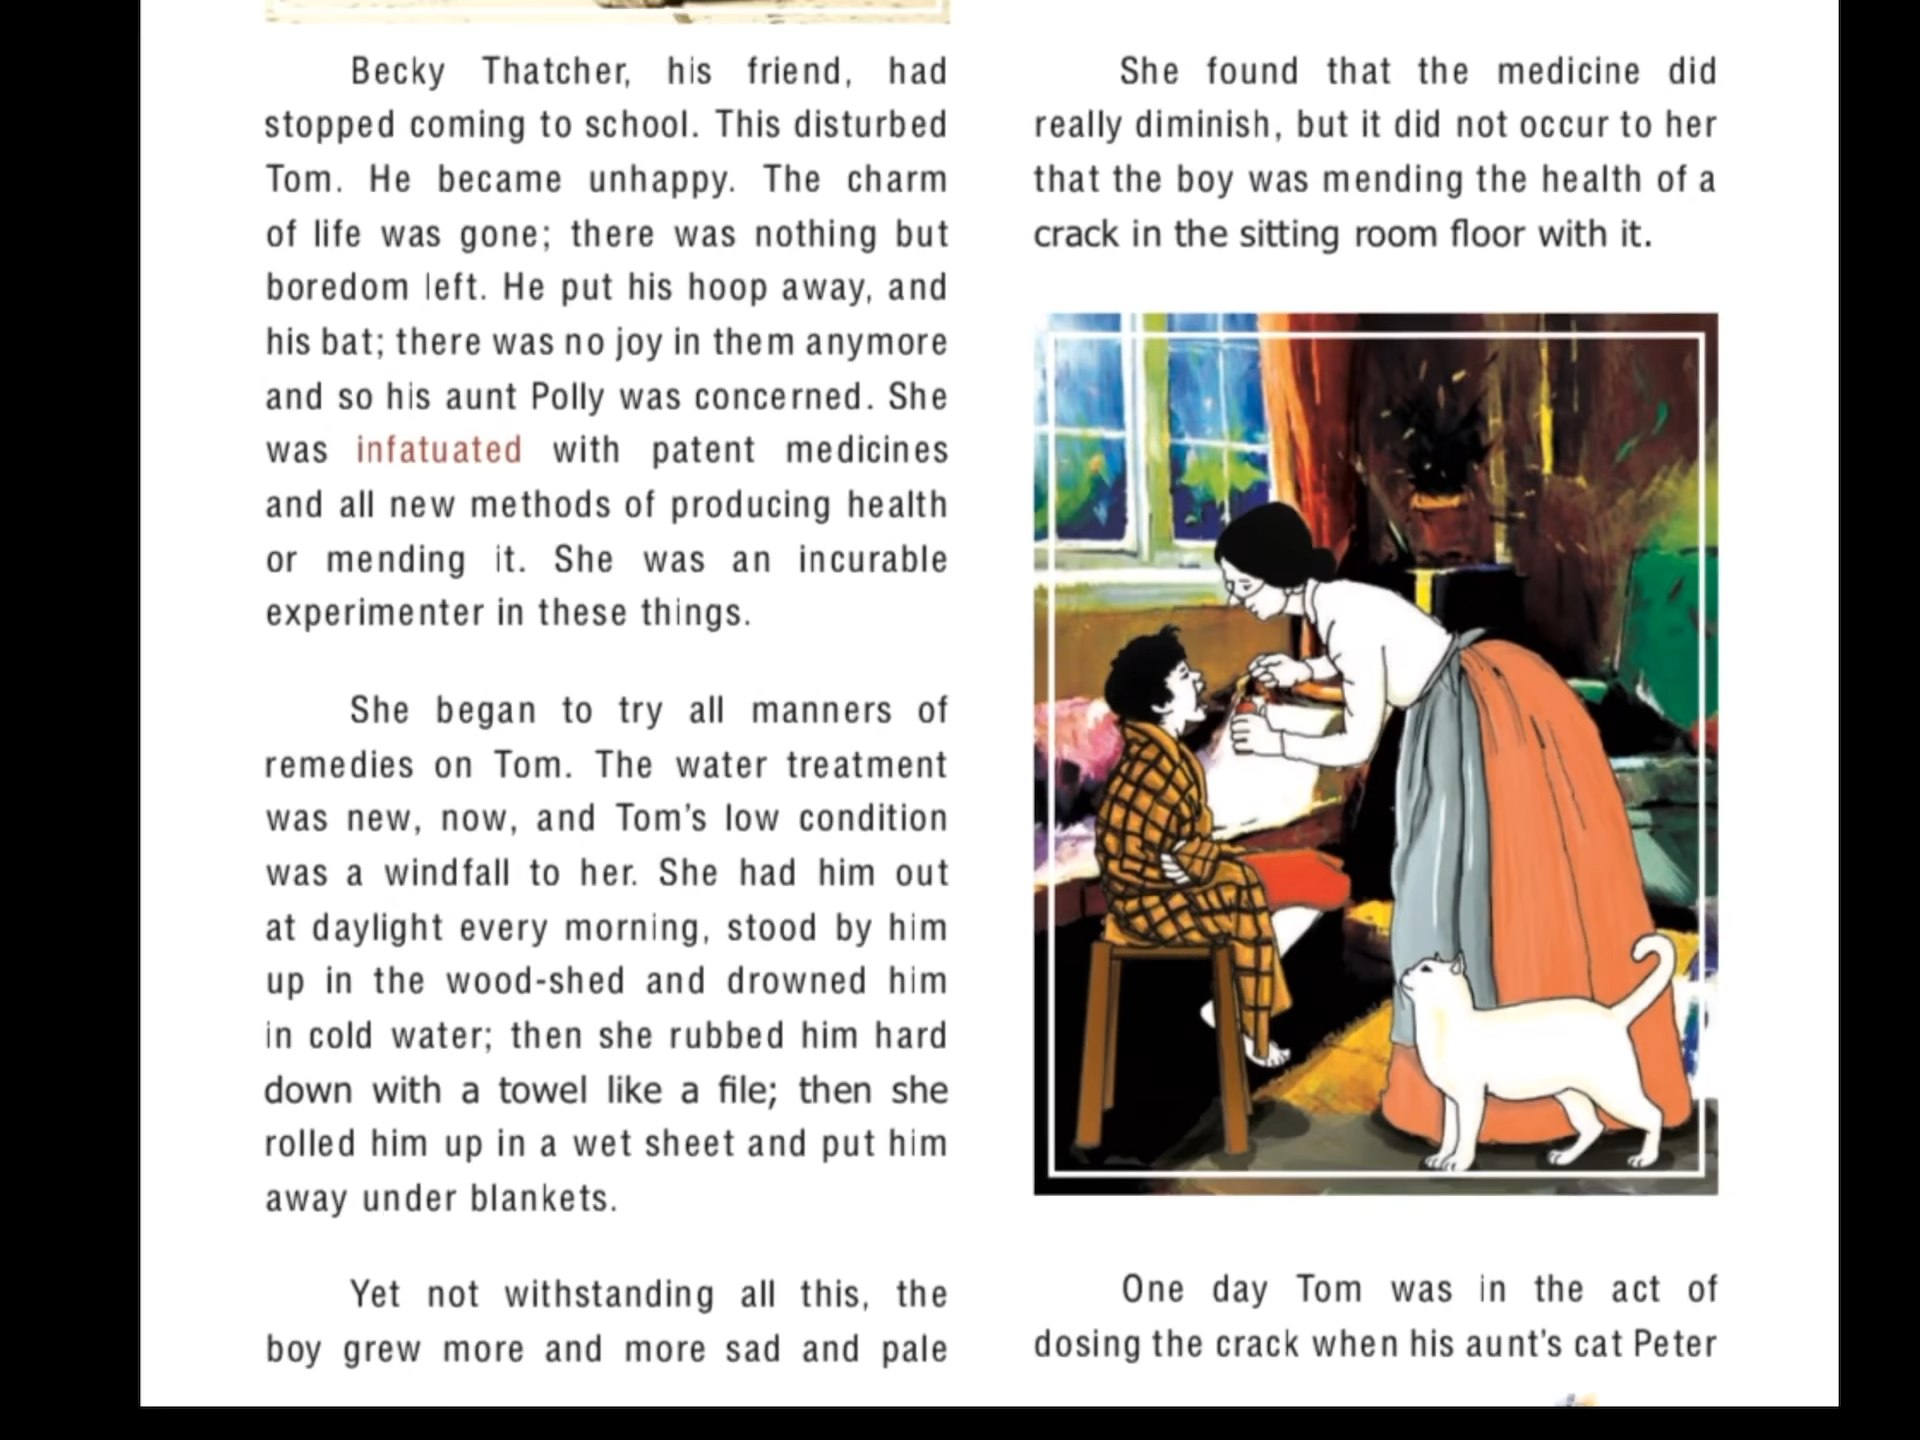 Becky Thatcher, his friend, had
stopped coming to school. This disturbed
Tom. He became unhappy. The charm
of life was gone; there was nothing but
boredom left. He put his hoop away, and
his bat; there was no joy in them anymore
and so his aunt Polly was concerned. She
was infatuated with patent medicines
and all new methods of producing health
or mending it. She was an incurable
experimenter in these things.
She began to try all manners of
remedies on Tom. The water treatment
was new, now, and Tom’s low condition
was a windfall to her. She had him out
at daylight every morning, stood by him
up in the wood-shed and drowned him
in cold water; then she rubbed him hard
down with a towel like a file; then she
rolled him up in a wet sheet and put him
away under blankets.
Yet not withstanding all this, the
boy grew more and more sad and pale
She found that the medicine did
really diminish, but it did not occur to her
that the boy was mending the health of a
crack in the sitting room floor with it.
One day Tom was in the act of
dosing the crack when his aunt’s cat Peter